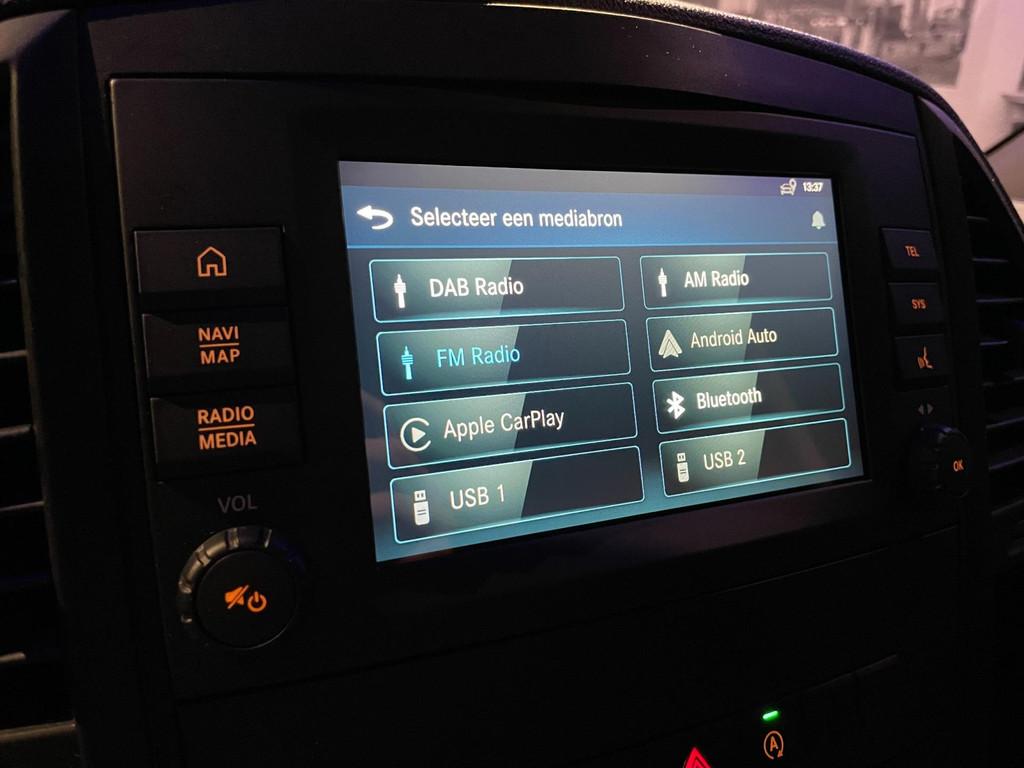 13:37
Selecteer een mediabron
DAB Radio
AM Radio
FM Radio
Android Auto
Apple CarPlay
Bluetooth
USB 1
USB 2
NAVI
MAP
RADIO
MEDIA
VOL
TEL
SYS
OK
A